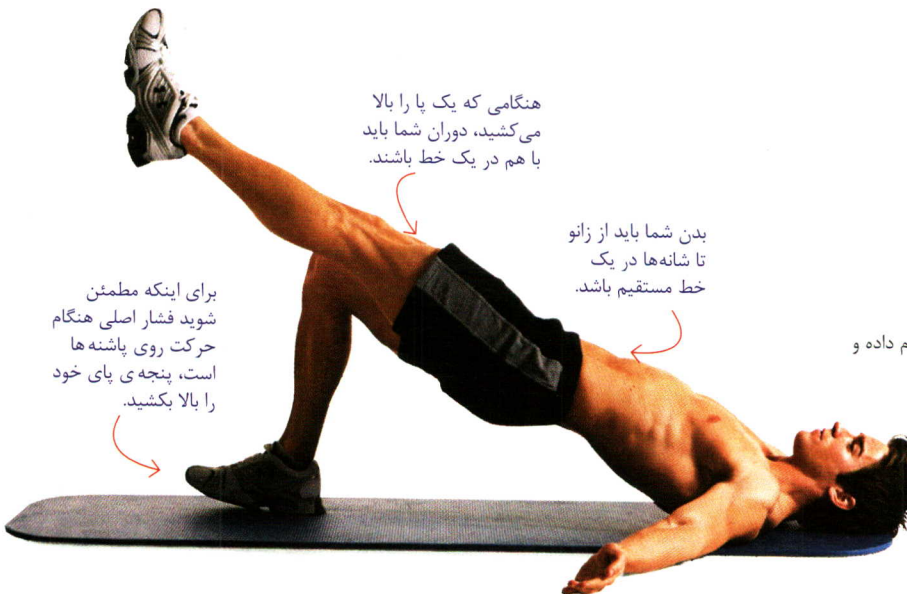 هنگامی که یک پا را بالا
می‌کشید، دوران شما باید
با هم در یک خط باشند.
بدن شما باید از زانو
تا شانه‌ها در یک
خط مستقیم باشد.
برای اینکه مطمئن
شوید فشار اصلی هنگام
حرکت روی پاشنه ها
است، پنجه ی پای خود
را بالا بکشید.
داده و